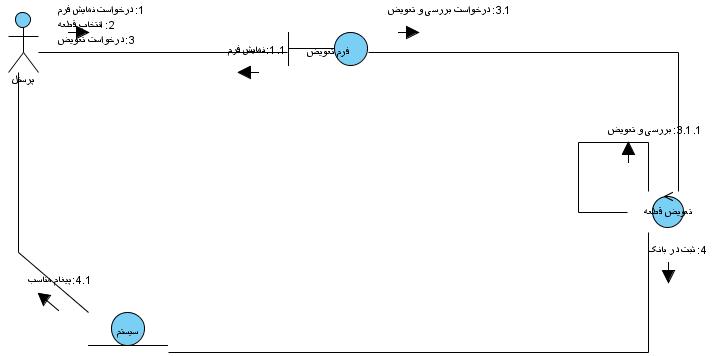 1: درخواست نمایش فرم
2: انتخاب قطعه
3: درخواست تعویض
پرسنل
1.1: نمایش فرم
فرم تعویض
3.1: درخواست بررسی و تعویض
3.1.1: بررسی و تعویض
تعویض قطعه
4: ثبت در بانک
4.1: پیغام مناسب
سیستم